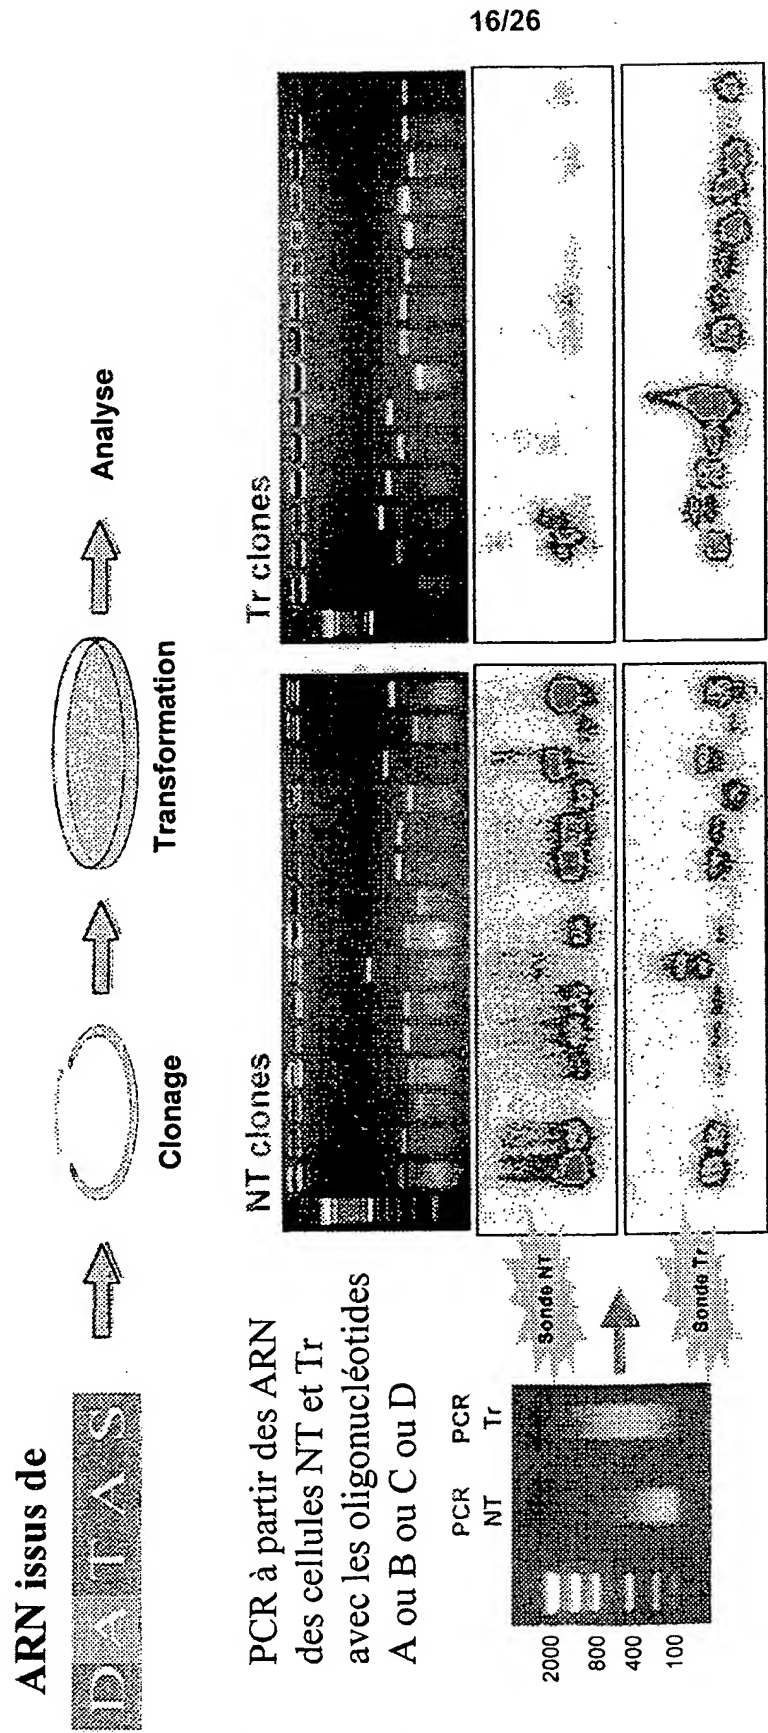 16/26
ARN issus de
DATAS
Clonage
Transformation
Analyse
PCR à partir des ARN
des cellules NT et Tr
avec les oligonucléotides
A ou B ou C ou D
NT clones
Tr clones
PCR
NT
PCR
Tr
2000
800
400
100
Sonde NT
Sonde Tr